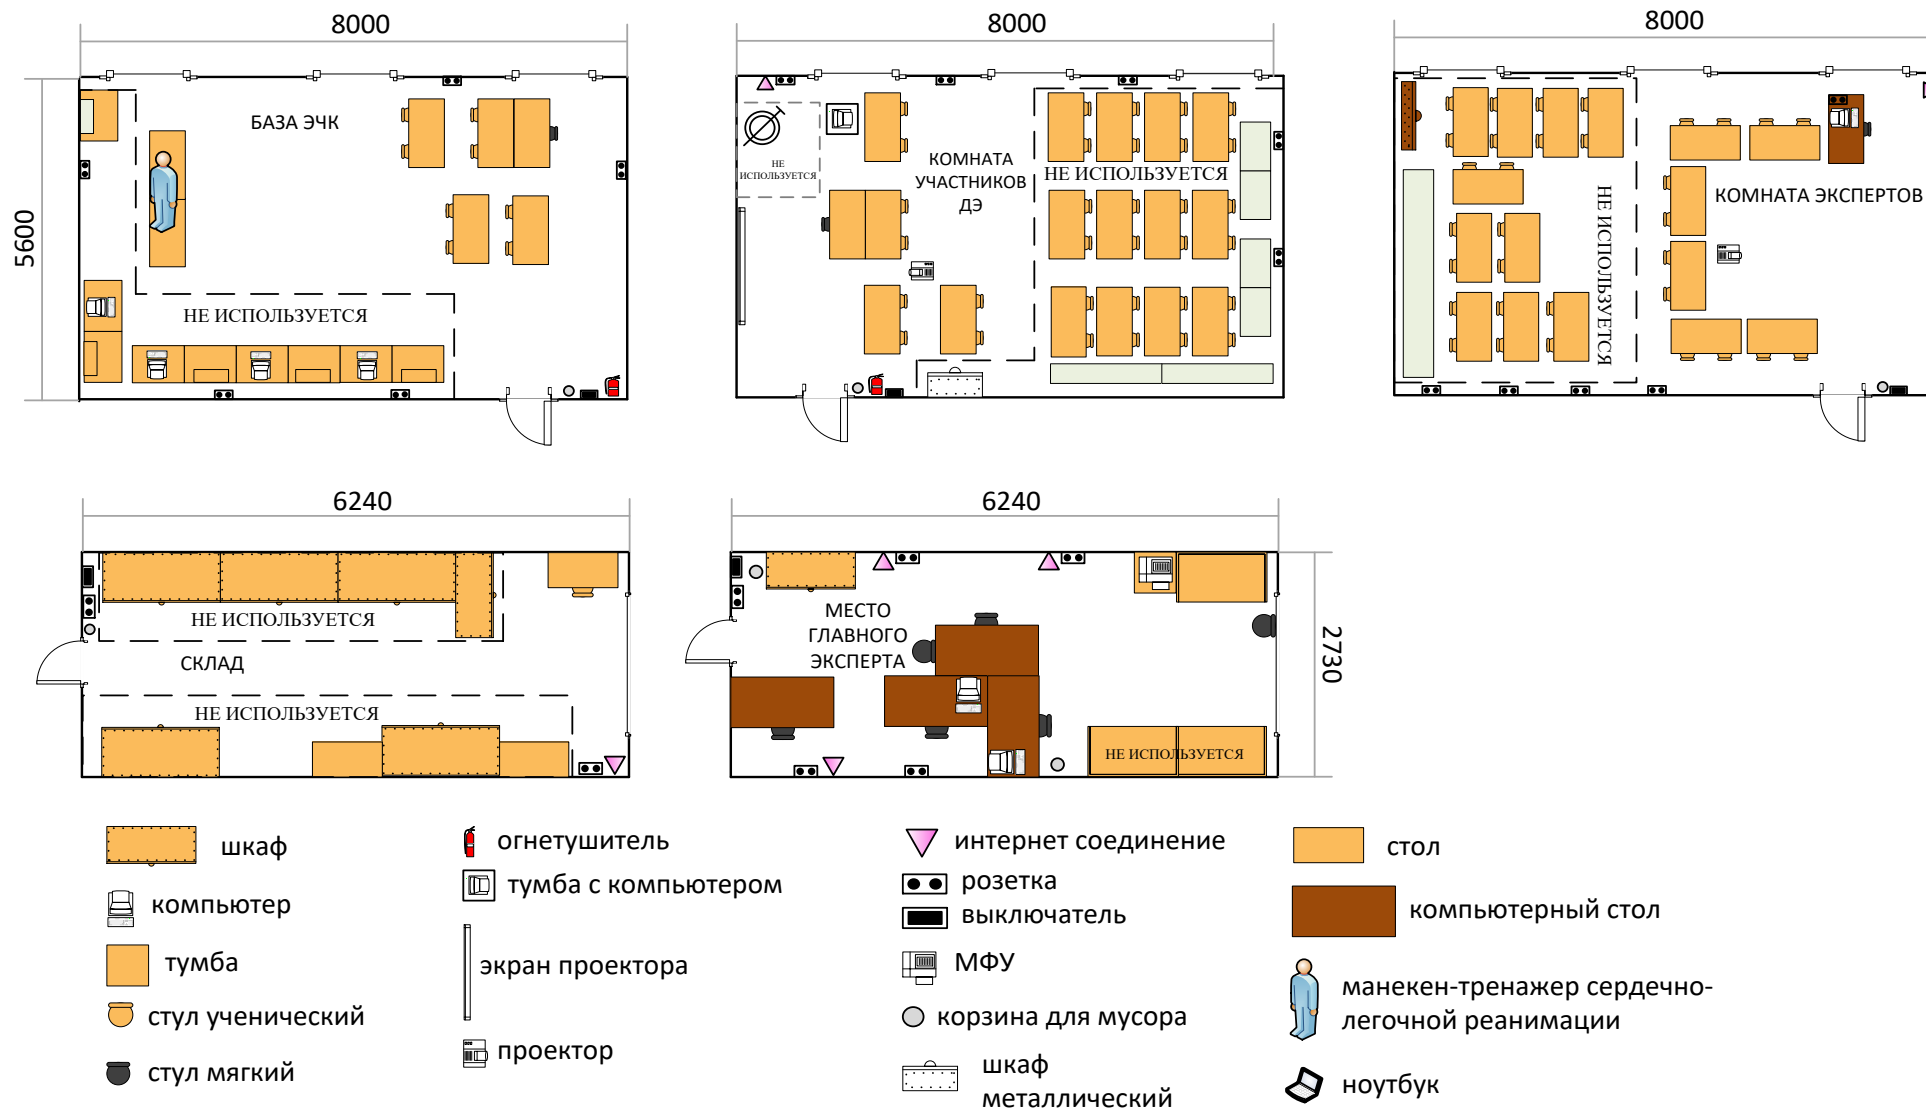 8000
8000
8000
5600
БАЗА ЭЧК
НЕ ИСПОЛЬЗУЕТСЯ
НЕ
ИСПОЛЬЗУЕТСЯ
КОМНАТА
УЧАСТНИКОВ
ДЭ
НЕ ИСПОЛЬЗУЕТСЯ
НЕ ИСПОЛЬЗУЕТСЯ
КОМНАТА ЭКСПЕРТОВ
6240
6240
НЕ ИСПОЛЬЗУЕТСЯ
СКЛАД
НЕ ИСПОЛЬЗУЕТСЯ
МЕСТО
ГЛАВНОГО
ЭКСПЕРТА
НЕ ИСПОЛЬЗУЕТСЯ
2730
шкаф
компьютер
тумба
стул ученический
стул мягкий
огнетушитель
тумба с компьютером
экран проектора
проектор
интернет соединение
розетка
выключатель
МФУ
корзина для мусора
шкаф
металлический
стол
компьютерный стол
манекен-тренажер сердечно-
легочной реанимации
ноутбук